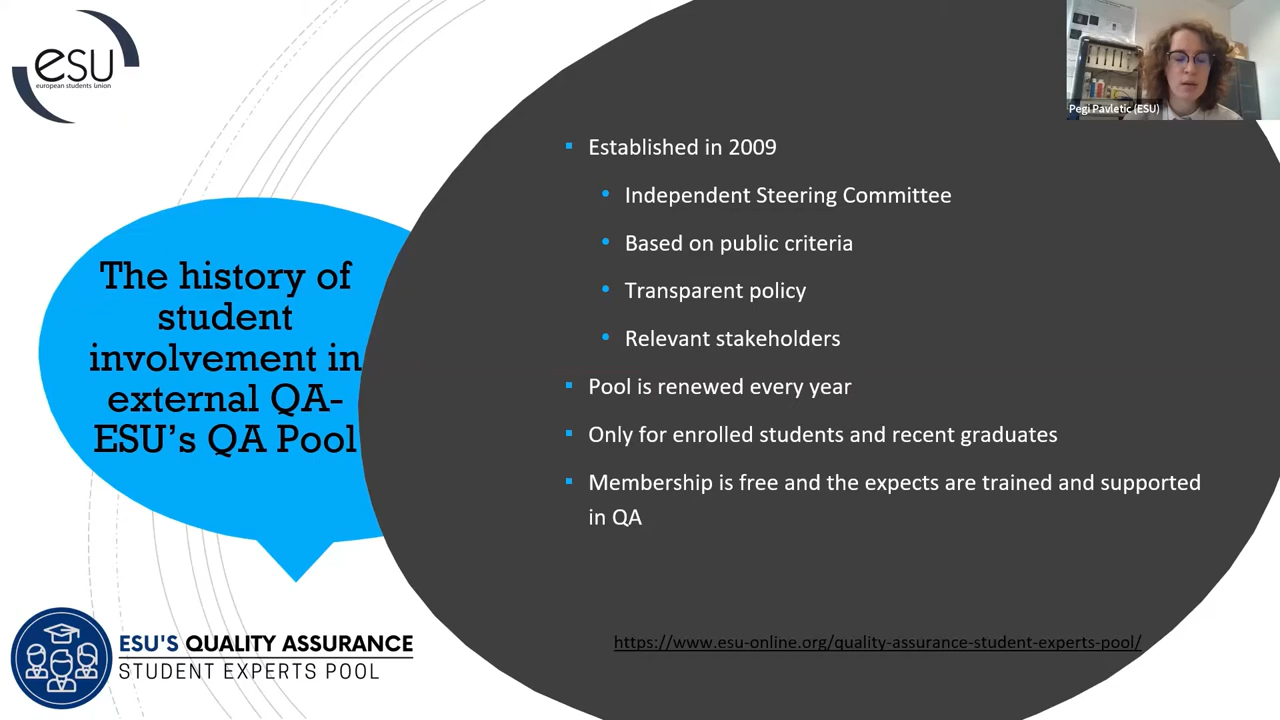 esu
european students union
Pegi Pavletic (ESU)
The history of
student
involvement in
external QA-
ESU's QA Pool
Established in 2009
Independent Steering Committee
Based on public criteria
Transparent policy
Relevant stakeholders
Pool is renewed every year
Only for enrolled students and recent graduates
Membership is free and the expects are trained and supported
in QA
https://www.esu-online.org/quality-assurance-student-experts-pool/
ESU'S QUALITY ASSURANCE
STUDENT EXPERTS POOL